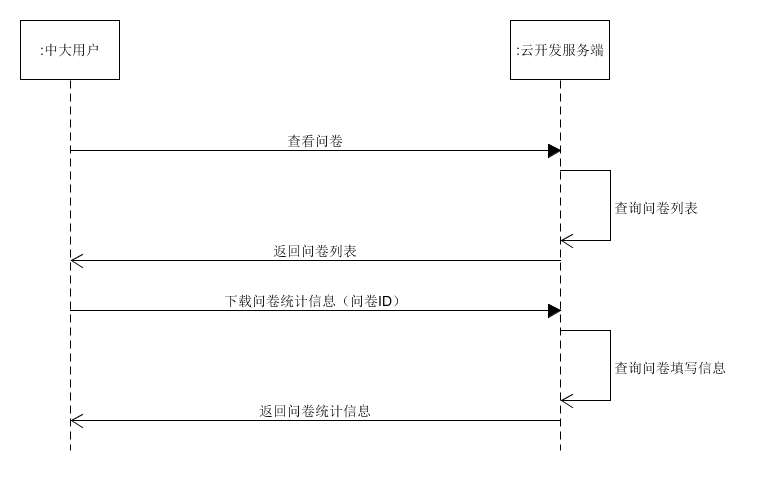 :中大用户
:云开发服务端
查看问卷
查询问卷列表
返回问卷列表
下载问卷统计信息（问卷ID）
查询问卷填写信息
返回问卷统计信息